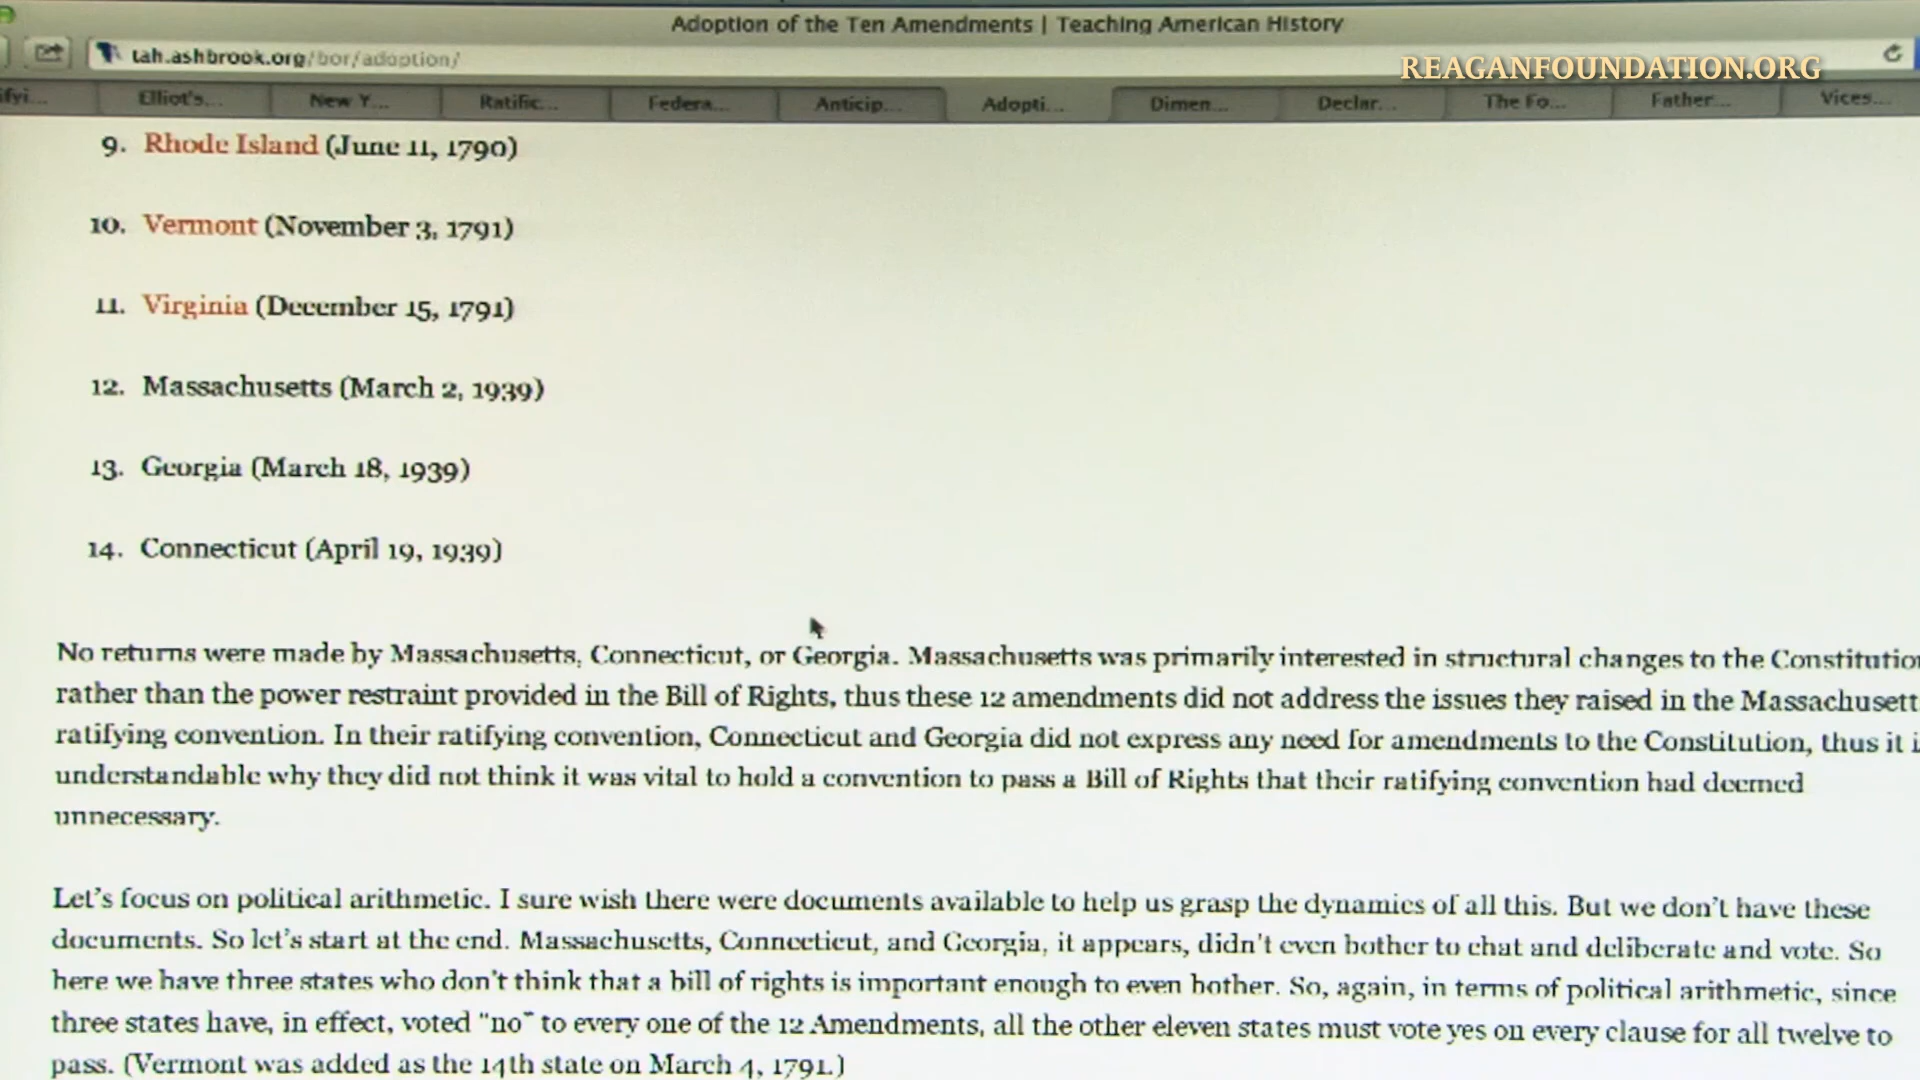 Adoption of the Ten Amendments | Teaching American History
tah.ashbrook.org/bor/adoption/
REAGANFOUNDATION.ORG
ifyi... Elliot's... New Y... Ratific... Federa... Anticip... Adopti... Dimen... Declar... The Fo... Father... Vices...
9. Rhode Island (June 11, 1790)
10. Vermont (November 3, 1791)
11. Virginia (December 15, 1791)
12. Massachusetts (March 2, 1939)
13. Georgia (March 18, 1939)
14. Connecticut (April 19, 1939)
No returns were made by Massachusetts, Connecticut, or Georgia. Massachusetts was primarily interested in structural changes to the Constitution
rather than the power restraint provided in the Bill of Rights, thus these 12 amendments did not address the issues they raised in the Massachusett
ratifying convention. In their ratifying convention, Connecticut and Georgia did not express any need for amendments to the Constitution, thus it i
understandable why they did not think it was vital to hold a convention to pass a Bill of Rights that their ratifying convention had deemed
unnecessary.
Let's focus on political arithmetic. I sure wish there were documents available to help us grasp the dynamics of all this. But we don't have these
documents. So let's start at the end. Massachusetts, Connecticut, and Georgia, it appears, didn't even bother to chat and deliberate and vote. So
here we have three states who don't think that a bill of rights is important enough to even bother. So, again, in terms of political arithmetic, since
three states have, in effect, voted "no" to every one of the 12 Amendments, all the other eleven states must vote yes on every clause for all twelve to
pass. (Vermont was added as the 14th state on March 4, 1791.)